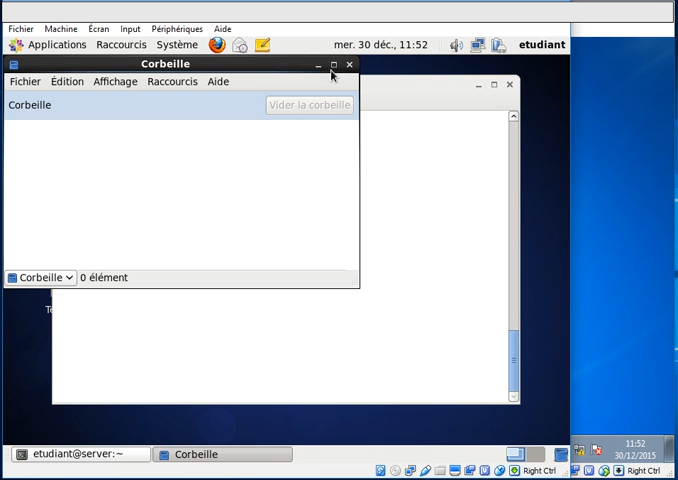 Fichier Machine Écran Input Périphériques Aide
Applications Raccourcis Système mer. 30 déc., 11:52 etudiant
Corbeille
Fichier Édition Affichage Raccourcis Aide
Corbeille Vider la corbeille
Corbeille 0 élément
Te
etudiant@server:~ Corbeille
11:52
30/12/2015
Right Ctrl Right Ctrl